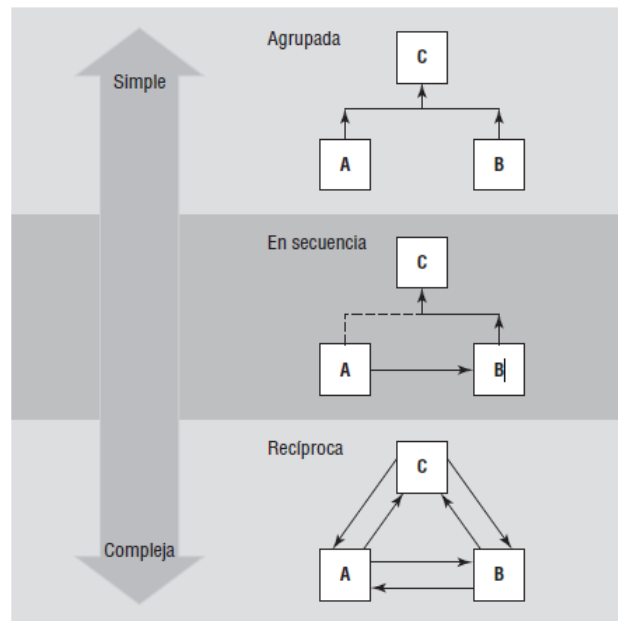 Agrupada
C
Simple
A B
En secuencia
C
A B
Recíproca
C
Compleja
A B